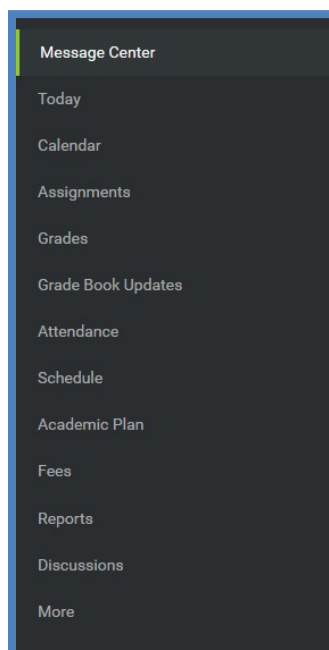 Message Center
Today
Calendar
Assignments
Grades
Grade Book Updates
Attendance
Schedule
Academic Plan
Fees
Reports
Discussions
More